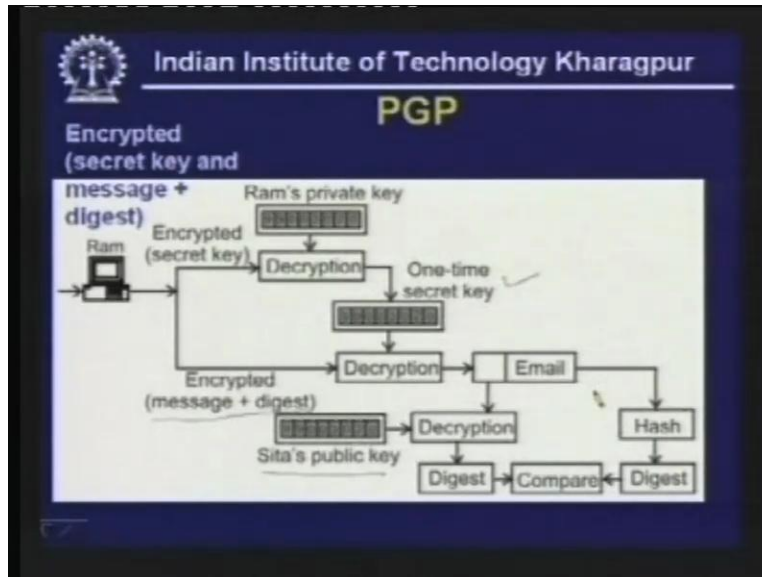 Indian Institute of Technology Kharagpur
PGP
Encrypted
(secret key and
message +
digest)
Ram's private key
Ram
Encrypted
(secret key)
Decryption
One-time
secret key
Decryption
Email
Encrypted
(message + digest)
Decryption
Hash
Sita's public key
Digest
Compare
Digest